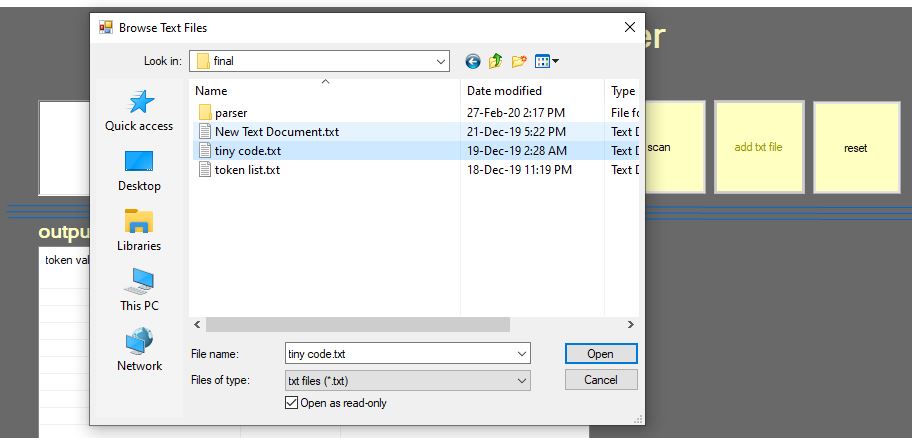 Browse Text Files
er
Look in: final
Name Date modified Type
parser 27-Feb-20 2:17 PM File fo
New Text Document.txt 21-Dec-19 5:22 PM Text D
tiny code.txt 19-Dec-19 2:28 AM Text D
token list.txt 18-Dec-19 11:19 PM Text D
Quick access
Desktop
Libraries
This PC
Network
scan
add txt file
reset
outpu
token val
File name: tiny code.txt Open
Files of type: txt files (*.txt) Cancel
Open as read-only